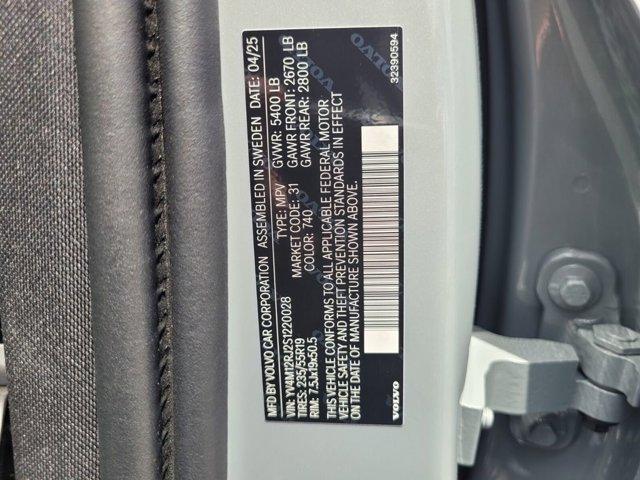 MFD BY VOLVO CAR CORPORATION ASSEMBLED IN SWEDEN DATE: 04/25
VIN: YV4M12RJ2S1220028 TYPE: MPV GVWR: 5400 LB
TIRES: 235/55R19 MARKET CODE: 31 GAWR FRONT: 2670 LB
RIM: 7.5Jx19x50.5 COLOR: 740 GAWR REAR: 2800 LB
THIS VEHICLE CONFORMS TO ALL APPLICABLE FEDERAL MOTOR
VEHICLE SAFETY AND THEFT PREVENTION STANDARDS IN EFFECT
ON THE DATE OF MANUFACTURE SHOWN ABOVE.
VOLVO 32390594